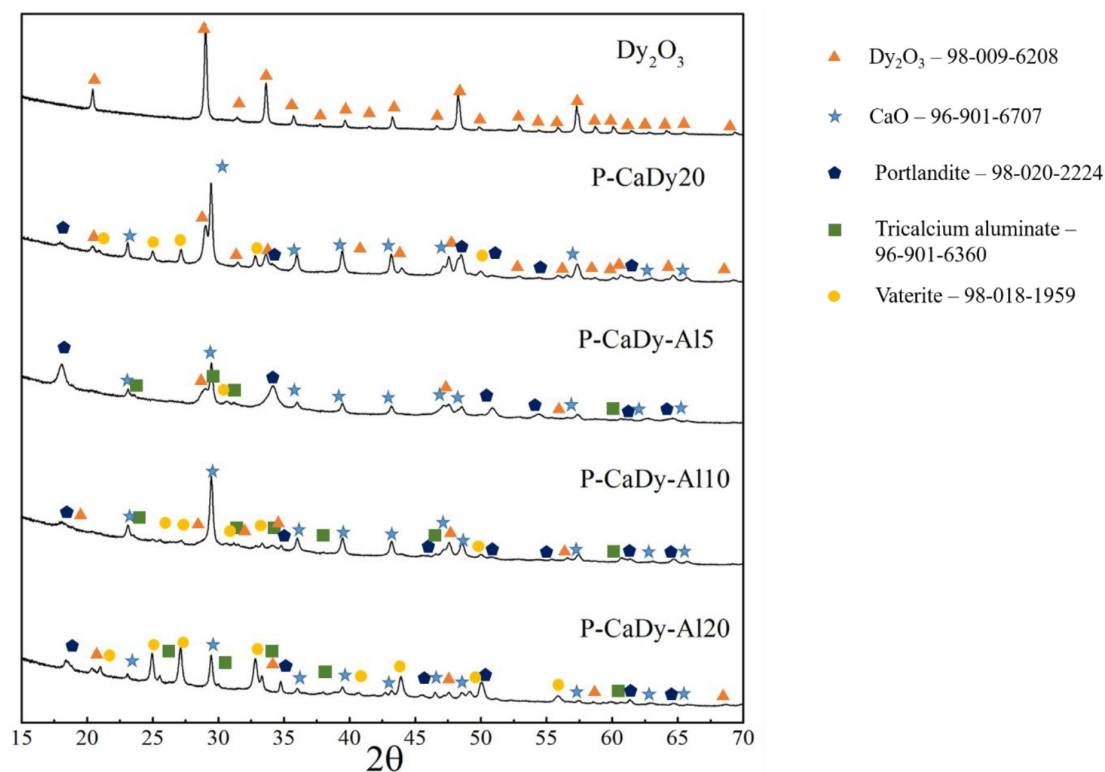 Dy₂O₃
P-CaDy20
P-CaDy-Al5
P-CaDy-Al10
P-CaDy-Al20
15 20 25 30 35 40 45 50 55 60 65 70
2θ
Dy₂O₃ – 98-009-6208
CaO – 96-901-6707
Portlandite – 98-020-2224
Tricalcium aluminate –
96-901-6360
Vaterite – 98-018-1959